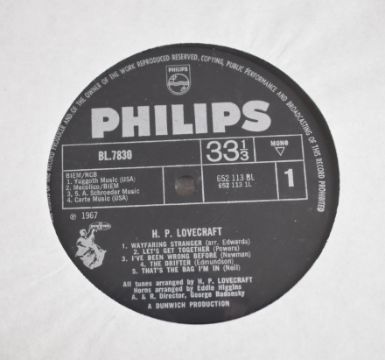 OF THE OWNER OF THE WORK REPRODUCED RESERVED, COPYING, PUBLIC PERFORMANCE AND BROADCASTING OF THIS RECORD PROHIBITED
PHILIPS
PHILIPS
BL.7830
33⅓
MONO
BIEM/NCB
1. Yuggoth Music (USA)
2. Mecolico/BIEM
3. S. A. Schroeder Music
4. Carte Music (USA)
652 113 BL
652 113 1L
1
℗ 1967
H. P. LOVECRAFT
1. WAYFARING STRANGER (arr. Edwards)
2. LET'S GET TOGETHER (Powers)
3. I'VE BEEN WRONG BEFORE (Newman)
4. THE DRIFTER (Edmundson)
5. THAT'S THE BAG I'M IN (Neil)
All tunes arranged by H. P. LOVECRAFT
Horns arranged by Eddie Higgins
A. & R. Director, George Badonsky
A DUNWICH PRODUCTION